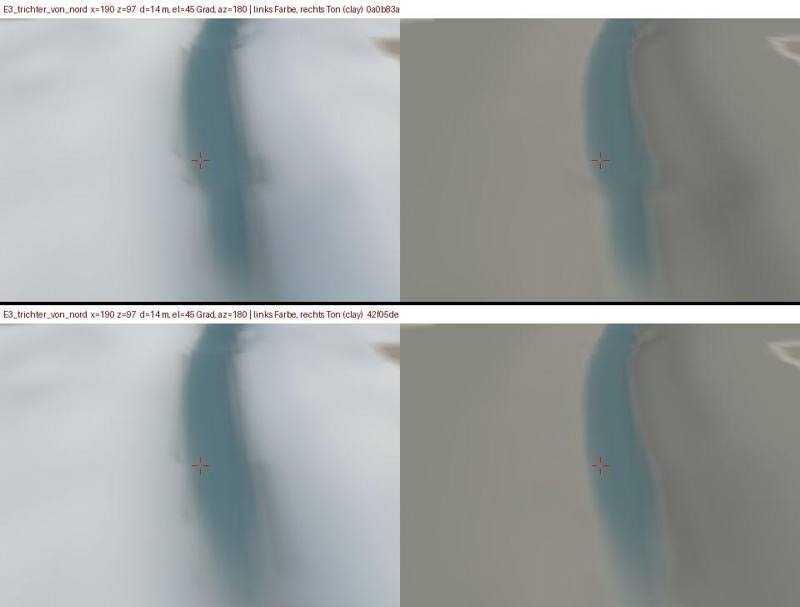 E3_trichter_von_nord x=190 z=97 d=14 m, el=45 Grad, az=180 | links Farbe, rechts Ton (clay) 0a0b83a
E3_trichter_von_nord x=190 z=97 d=14 m, el=45 Grad, az=180 | links Farbe, rechts Ton (clay) 42f05de